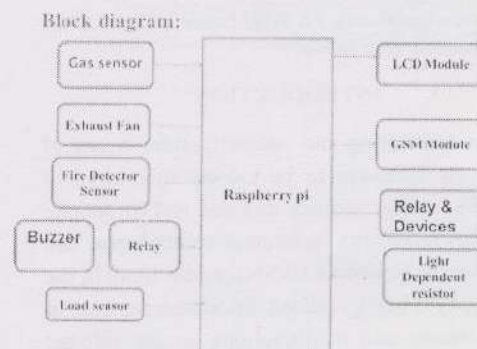 Block diagram:
Gas sensor
Exhaust Fan
Fire Detector
Sensor
Buzzer
Relay
Load sensor
Raspberry pi
LCD Module
GSM Module
Relay &
Devices
Light
Dependent
resistor